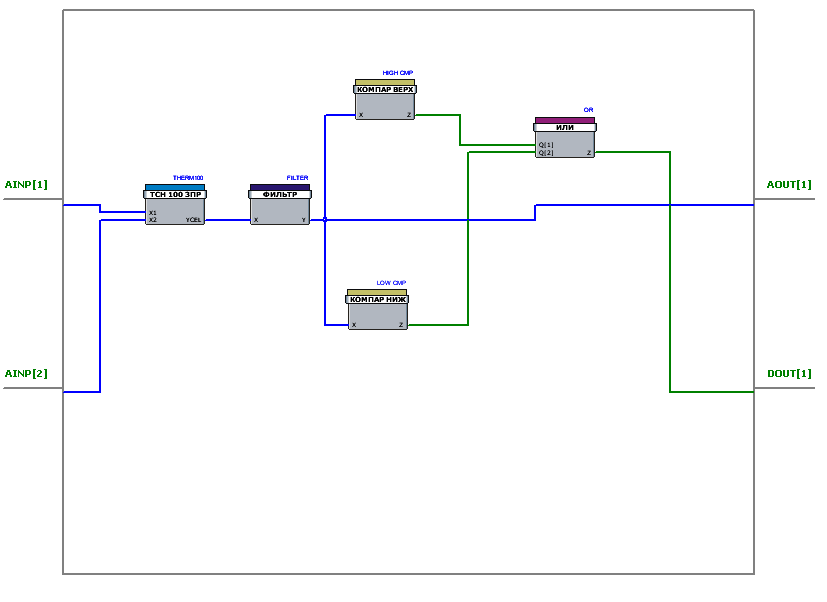 HIGH CMP
КОМПАР ВЕРХ
X Z
OR
ИЛИ
Q[1]
Q[2] Z
AINP[1]
THERM100
ТСН 100 3ПР
X1
X2 YCEL
FILTER
ФИЛЬТР
X Y
AOUT[1]
LOW CMP
КОМПАР НИЖ
X Z
AINP[2]
DOUT[1]